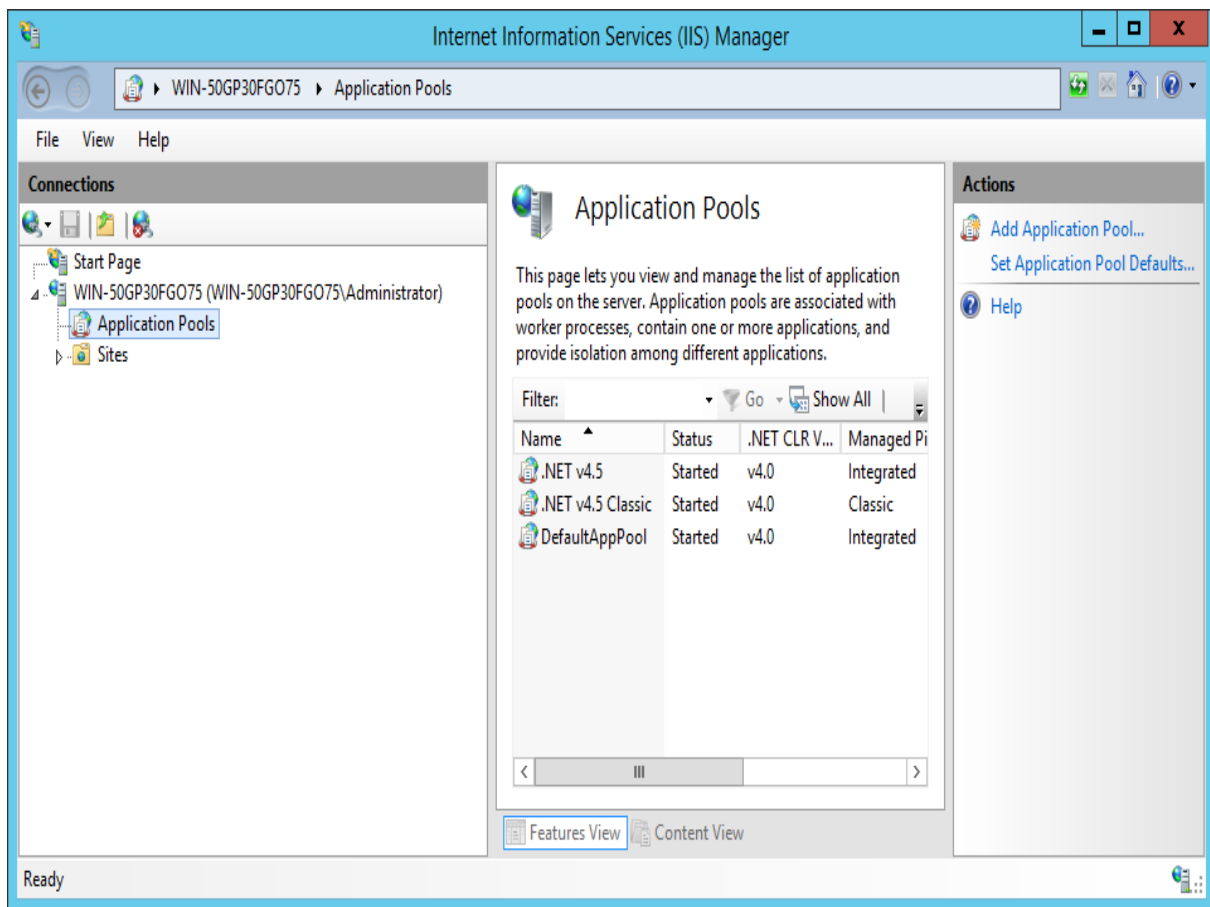 Internet Information Services (IIS) Manager
WIN-50GP30FGO75 Application Pools
File View Help
Connections
Start Page
WIN-50GP30FGO75 (WIN-50GP30FGO75\Administrator)
Application Pools
Sites
Application Pools
This page lets you view and manage the list of application
pools on the server. Application pools are associated with
worker processes, contain one or more applications, and
provide isolation among different applications.
Filter: Go Show All
Name Status .NET CLR V... Managed Pi
.NET v4.5 Started v4.0 Integrated
.NET v4.5 Classic Started v4.0 Classic
DefaultAppPool Started v4.0 Integrated
Features View Content View
Actions
Add Application Pool...
Set Application Pool Defaults...
Help
Ready